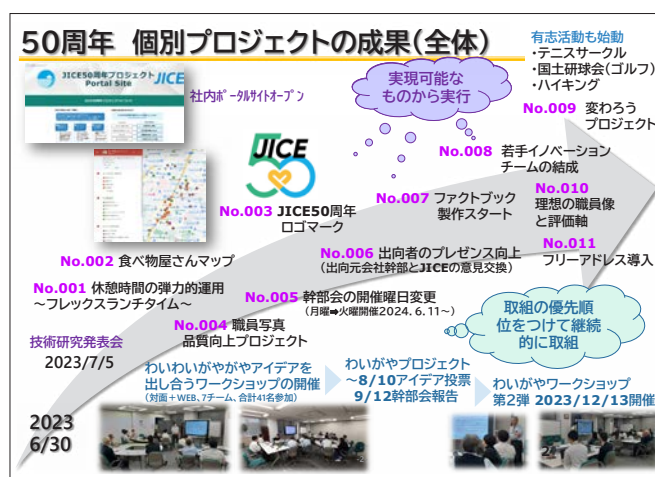 50周年 個別プロジェクトの成果(全体)
有志活動も始動
・テニスサークル
・国土研球会(ゴルフ)
・ハイキング
JICE50周年プロジェクト
Portal Site
JICE
社内ポータルサイトオープン
実現可能な
ものから実行
No.009 変わろう
プロジェクト
JICE
50
No.008 若手イノベーション
チームの結成
No.003 JICE50周年
ロゴマーク
No.007 ファクトブック
製作スタート
No.010
理想の職員像
と評価軸
No.002 食べ物屋さんマップ
No.006 出向者のプレゼンス向上
(出向元会社幹部とJICEの意見交換)
No.011
フリーアドレス導入
No.001 休憩時間の弾力的運用
~フレックスランチタイム~
No.005 幹部会の開催曜日変更
(月曜➡火曜開催2024.6.11~)
No.004 職員写真
品質向上プロジェクト
取組の優先順
位をつけて継続
的に取組
技術研究発表会
2023/7/5
わいわいがやがやアイデアを
出し合うワークショップの開催
(対面+WEB、7チーム、合計41名参加)
わいがやプロジェクト
~8/10アイデア投票
9/12幹部会報告
わいがやワークショップ
第2弾 2023/12/13開催
2023
6/30